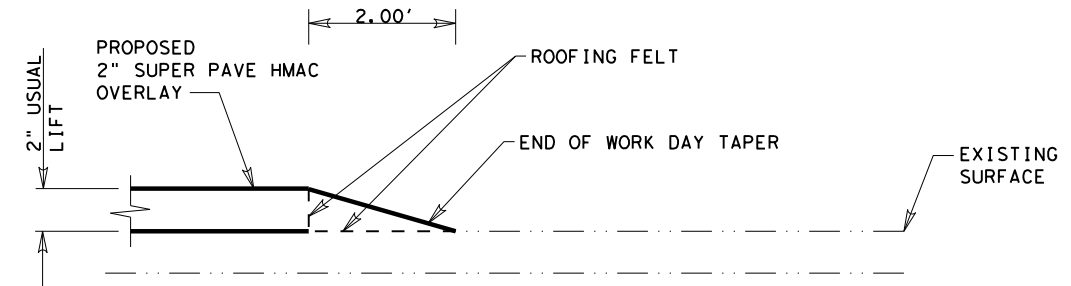 2.00'
PROPOSED
2" SUPER PAVE HMAC
OVERLAY
ROOFING FELT
2" USUAL
LIFT
END OF WORK DAY TAPER
EXISTING
SURFACE